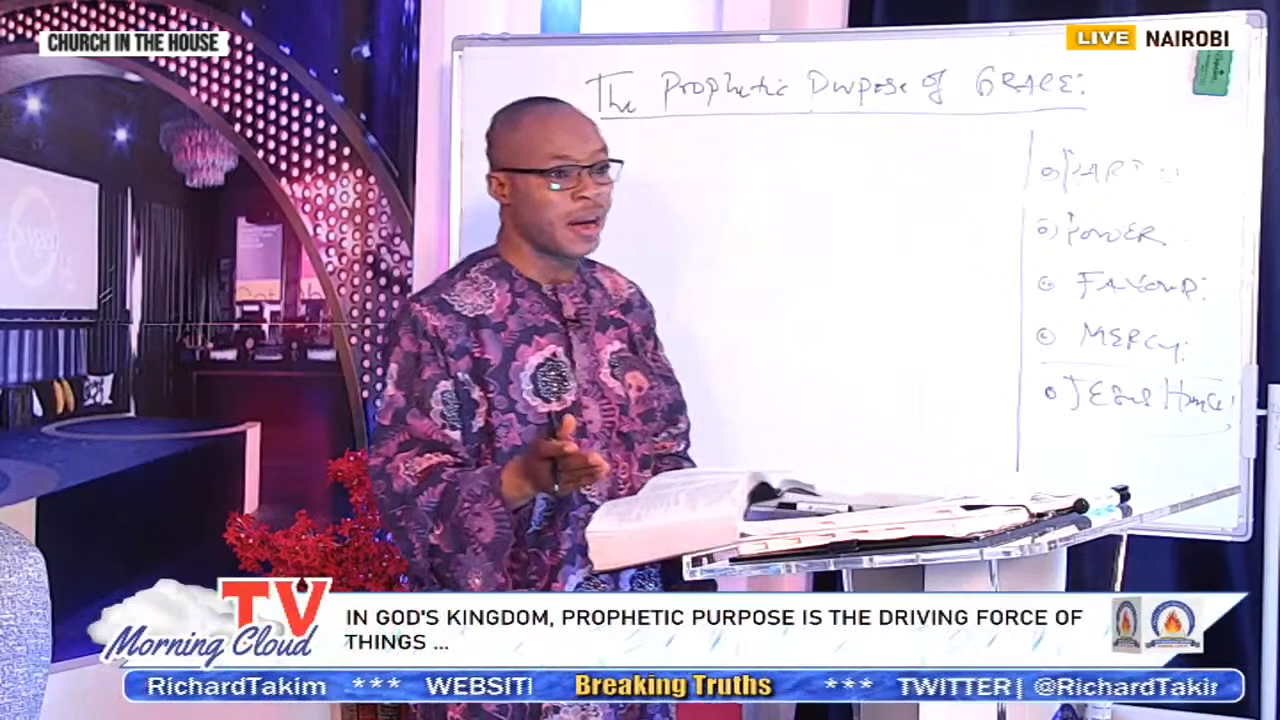 CHURCH IN THE HOUSE
LIVE NAIROBI
The Prophetic Purpose of GRACE:
POWER
FAVOUR:
MERCY:
JESUS
TV
Morning Cloud
IN GOD'S KINGDOM, PROPHETIC PURPOSE IS THE DRIVING FORCE OF
THINGS ...
RichardTakim *** WEBSIT Breaking Truths *** TWITTER| @RichardTakir